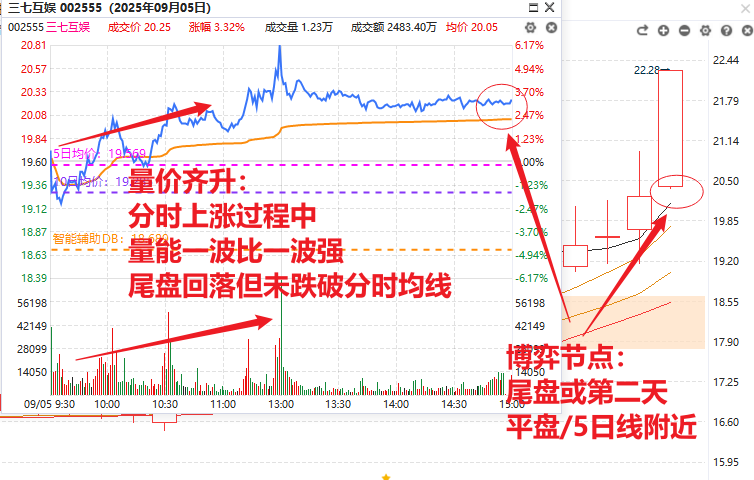 三七互娱 002555（2025年09月05日）
002555 三七互娱 成交价 20.25 涨幅 3.32% 成交量 1.23万 成交额 2483.40万 均价 20.05
20.81 6.17%
20.57 4.94%
20.33 3.70%
20.08 2.47%
19.84 1.23%
19.60 .00%
19.36 -1.23%
19.12 -2.47%
18.87 -3.70%
18.63 -4.94%
18.39 -6.17%
5日均价：19.569
10日均价：19.
智能辅助DB：18.690
56198 56198
42149 42149
28099 28099
14050 14050
09/05 9:30 10:00 10:30 11:00 13:00 13:30 14:00 14:30 15:00
量价齐升：
分时上涨过程中
量能一波比一波强
尾盘回落但未跌破分时均线
22.28
22.44
21.79
21.14
20.50
19.85
19.20
18.55
17.90
17.25
16.60
15.95
博弈节点：
尾盘或第二天
平盘/5日线附近